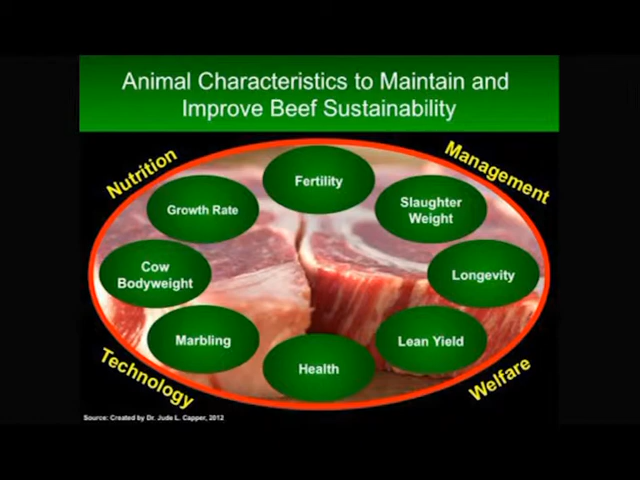 Animal Characteristics to Maintain and
Improve Beef Sustainability
Nutrition
Management
Fertility
Growth Rate
Slaughter
Weight
Cow
Bodyweight
Longevity
Marbling
Lean Yield
Health
Technology
Welfare
Source: Created by Dr. Jude L. Capper, 2012